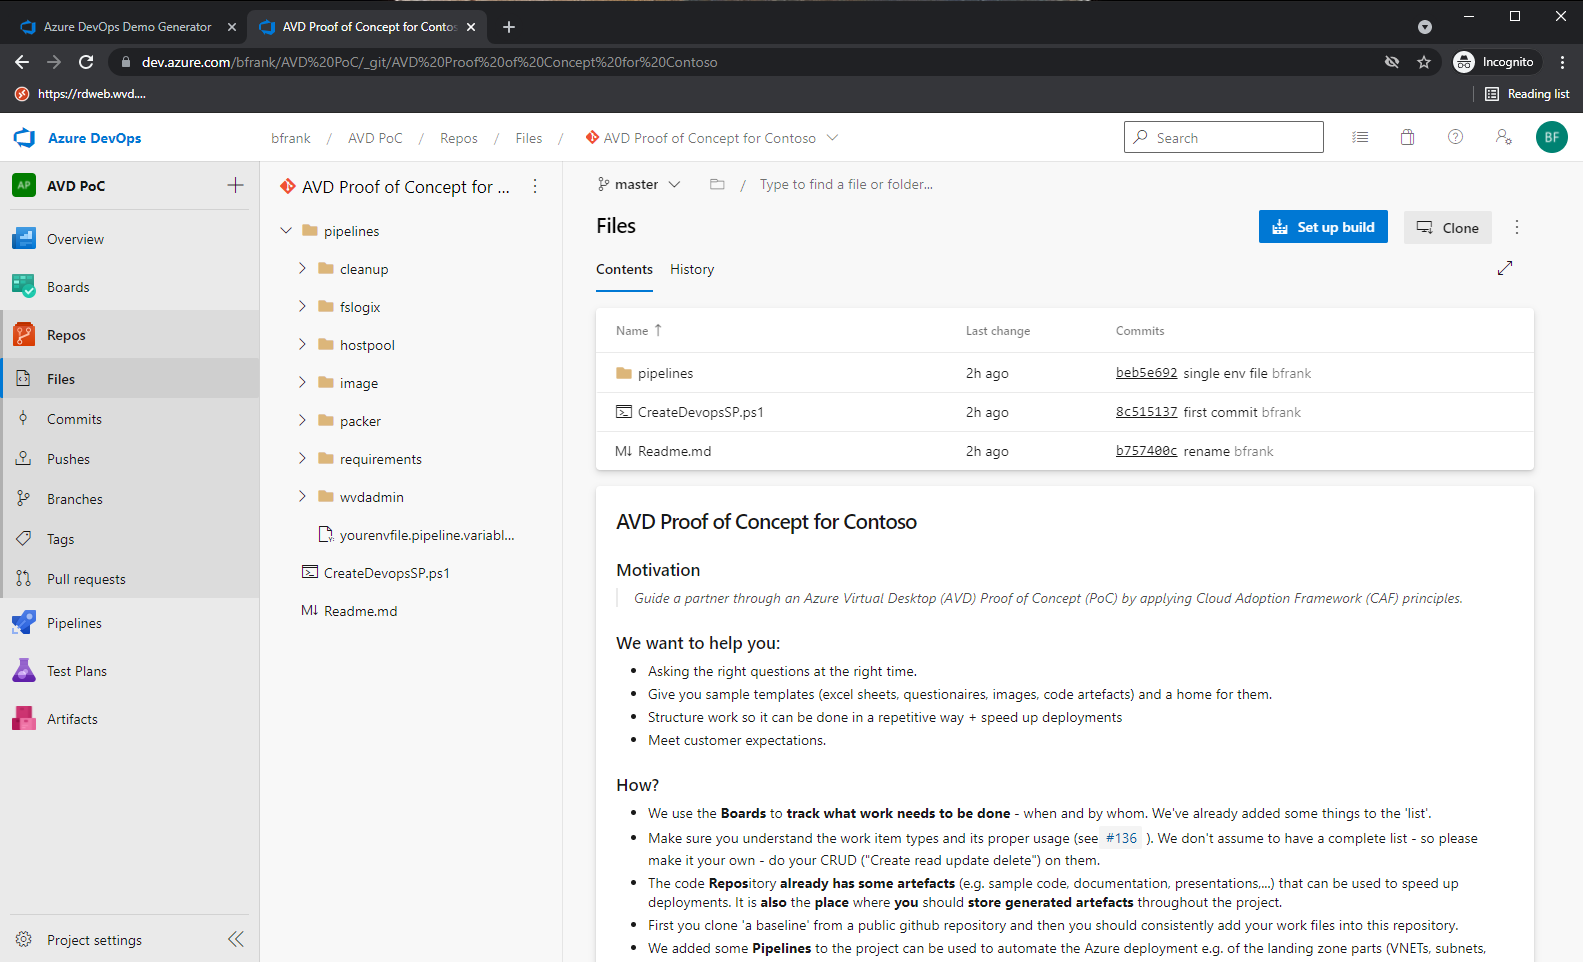 Azure DevOps Demo Generator
AVD Proof of Concept for Contos
dev.azure.com/bfrank/AVD%20PoC/_git/AVD%20Proof%20of%20Concept%20for%20Contoso
Incognito
https://rdweb.wvd....
Reading list
Azure DevOps
bfrank / AVD PoC / Repos / Files / AVD Proof of Concept for Contoso
Search
BF
AP AVD PoC
Overview
Boards
Repos
Files
Commits
Pushes
Branches
Tags
Pull requests
Pipelines
Test Plans
Artifacts
Project settings
AVD Proof of Concept for ...
pipelines
cleanup
fslogix
hostpool
image
packer
requirements
wvdadmin
yourenvfile.pipeline.variabl...
CreateDevopsSP.ps1
M↓ Readme.md
master / Type to find a file or folder...
Files
Set up build
Clone
Contents History
Name ↑ Last change Commits
pipelines 2h ago beb5e692 single env file bfrank
CreateDevopsSP.ps1 2h ago 8c515137 first commit bfrank
M↓ Readme.md 2h ago b757400c rename bfrank
AVD Proof of Concept for Contoso
Motivation
Guide a partner through an Azure Virtual Desktop (AVD) Proof of Concept (PoC) by applying Cloud Adoption Framework (CAF) principles.
We want to help you:
• Asking the right questions at the right time.
• Give you sample templates (excel sheets, questionaires, images, code artefacts) and a home for them.
• Structure work so it can be done in a repetitive way + speed up deployments
• Meet customer expectations.
How?
• We use the Boards to track what work needs to be done - when and by whom. We've already added some things to the 'list'.
• Make sure you understand the work item types and its proper usage (see #136 ). We don't assume to have a complete list - so please
make it your own - do your CRUD ("Create read update delete") on them.
• The code Repository already has some artefacts (e.g. sample code, documentation, presentations,...) that can be used to speed up
deployments. It is also the place where you should store generated artefacts throughout the project.
• First you clone 'a baseline' from a public github repository and then you should consistently add your work files into this repository.
• We added some Pipelines to the project can be used to automate the Azure deployment e.g. of the landing zone parts (VNETs, subnets,